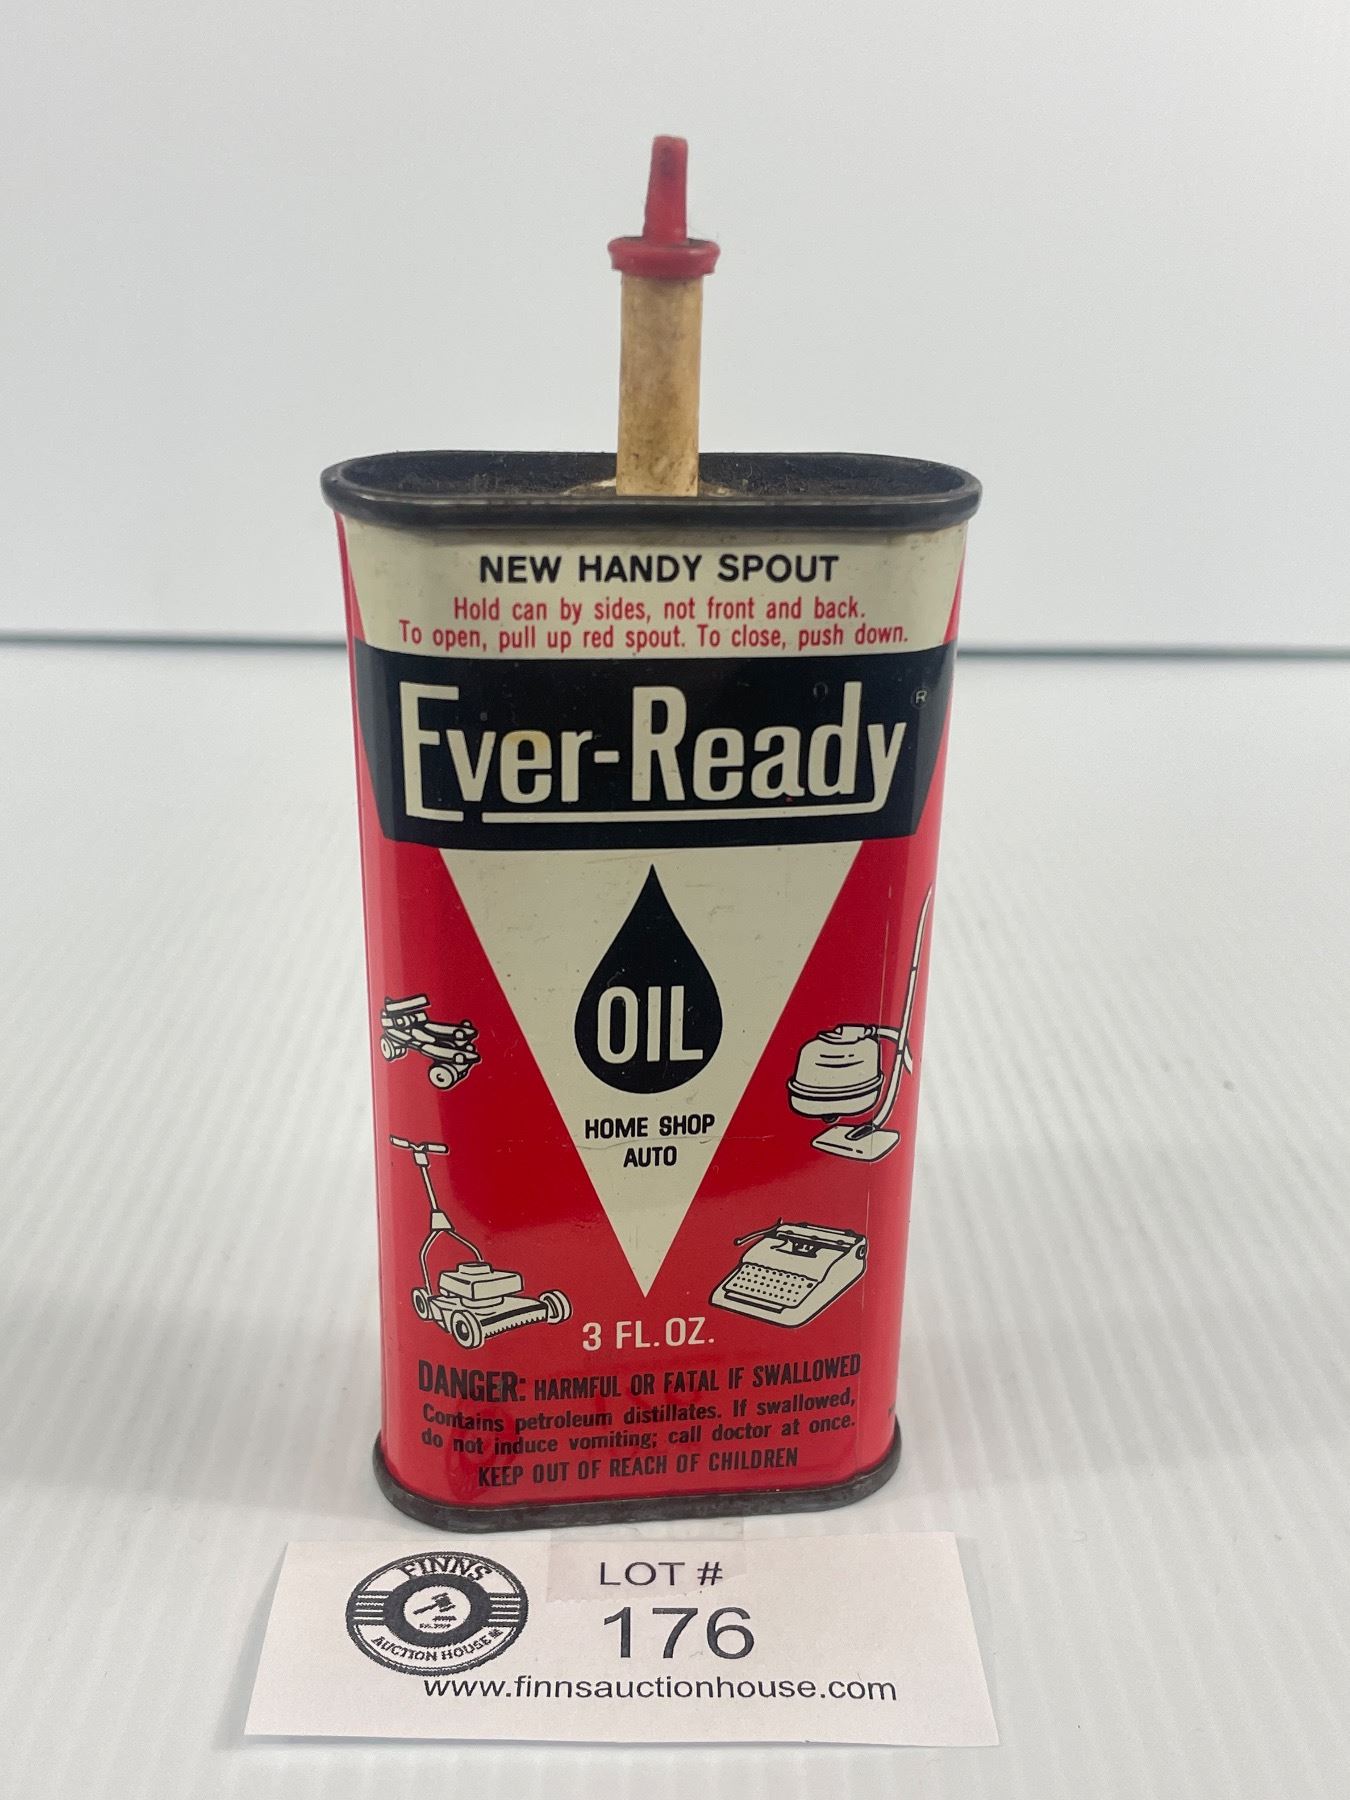 NEW HANDY SPOUT
Hold can by sides, not front and back.
To open, pull up red spout. To close, push down.
Ever-Ready ®
OIL
HOME SHOP
AUTO
3 FL. OZ.
DANGER: HARMFUL OR FATAL IF SWALLOWED
Contains petroleum distillates. If swallowed,
do not induce vomiting; call doctor at once.
KEEP OUT OF REACH OF CHILDREN
FINNS
AUCTION HOUSE
LOT #
176
www.finnsauctionhouse.com